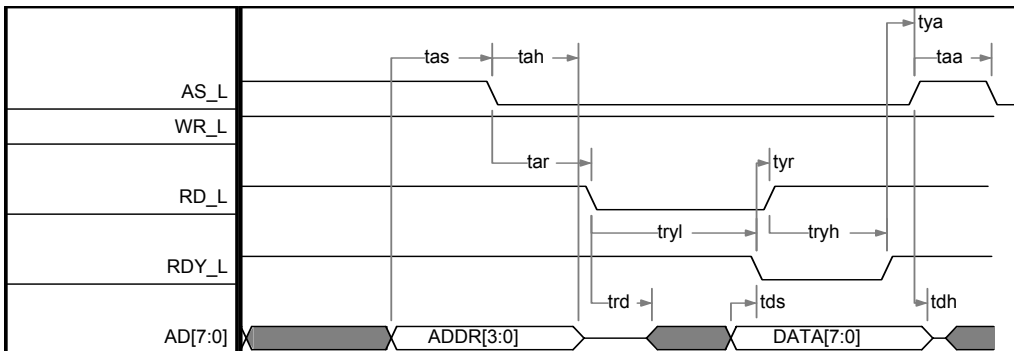 tya
tas
tah
taa
AS_L
WR_L
tar
tyr
RD_L
tryl
tryh
RDY_L
trd
tds
tdh
AD[7:0]
ADDR[3:0]
DATA[7:0]